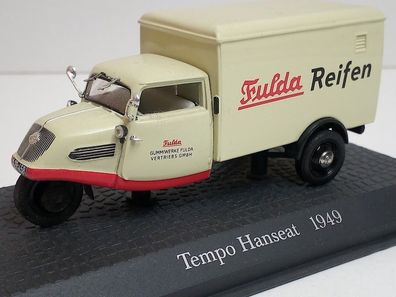 Fulda Reifen
Fulda
GUMMIWERKE FULDA
VERTRIEBS GMBH
Tempo Hanseat 1949